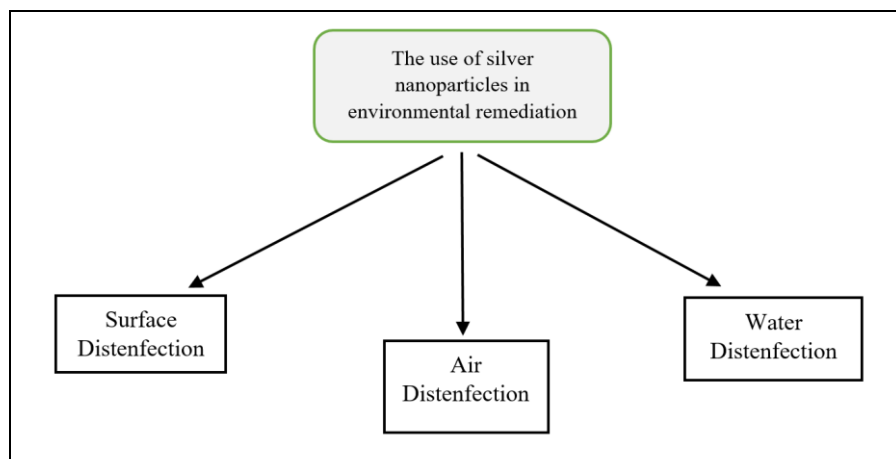 The use of silver
nanoparticles in
environmental remediation
Surface
Distenfection
Air
Distenfection
Water
Distenfection